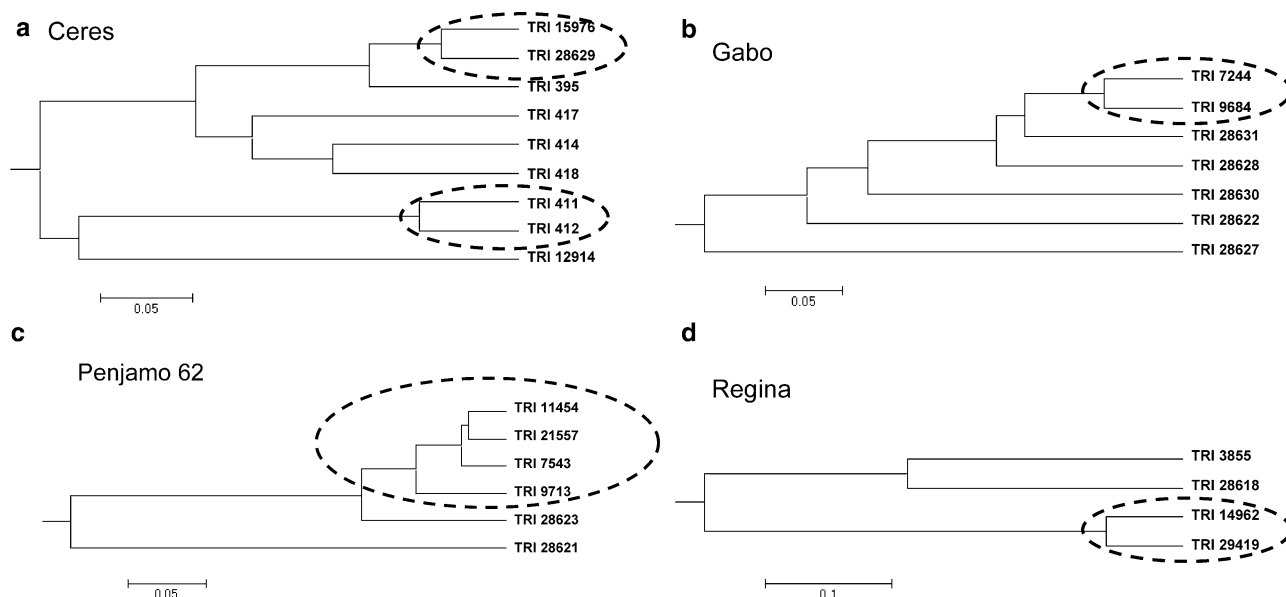 a Ceres
TRI 15976
TRI 28629
TRI 395
TRI 417
TRI 414
TRI 418
TRI 411
TRI 412
TRI 12914
0.05
b Gabo
TRI 7244
TRI 9684
TRI 28631
TRI 28628
TRI 28630
TRI 28622
TRI 28627
0.05
c Penjamo 62
TRI 11454
TRI 21557
TRI 7543
TRI 9713
TRI 28623
TRI 28621
0.05
d Regina
TRI 3855
TRI 28618
TRI 14962
TRI 29419
0.1